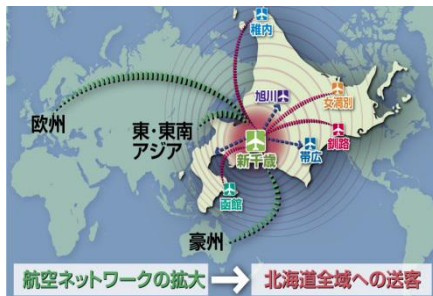 稚内
旭川
女満別
欧州
東・東南
アジア
釧路
新千歳
帯広
函館
豪州
航空ネットワークの拡大 → 北海道全域への送客